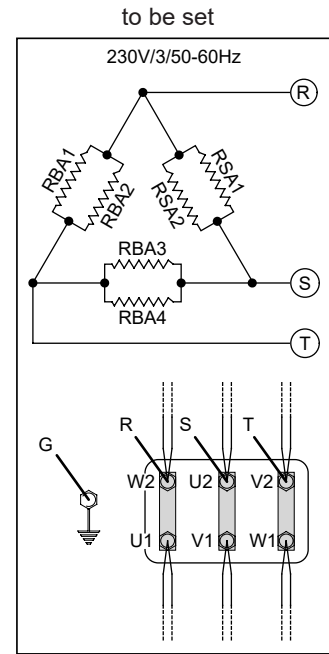 to be set
230V/3/50-60Hz
R
RBA1
RBA2
RSA1
RSA2
RBA3
RBA4
S
T
R S T
G
W2 U2 V2
U1 V1 W1